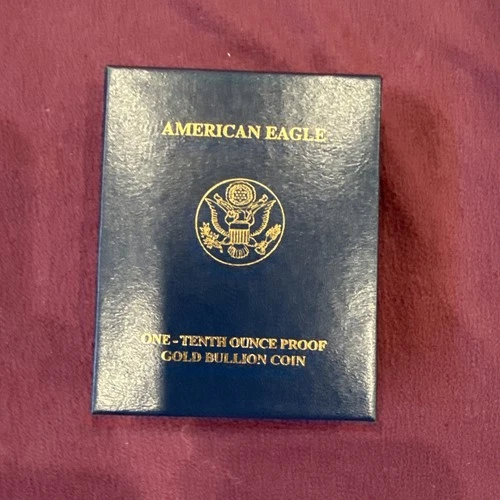 AMERICAN EAGLE
ONE-TENTH OUNCE PROOF
GOLD BULLION COIN